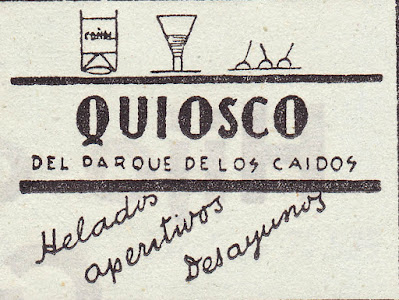 QUIOSCO
DEL PARQUE DE LOS CAIDOS
Helados
aperitivos
Desayunos